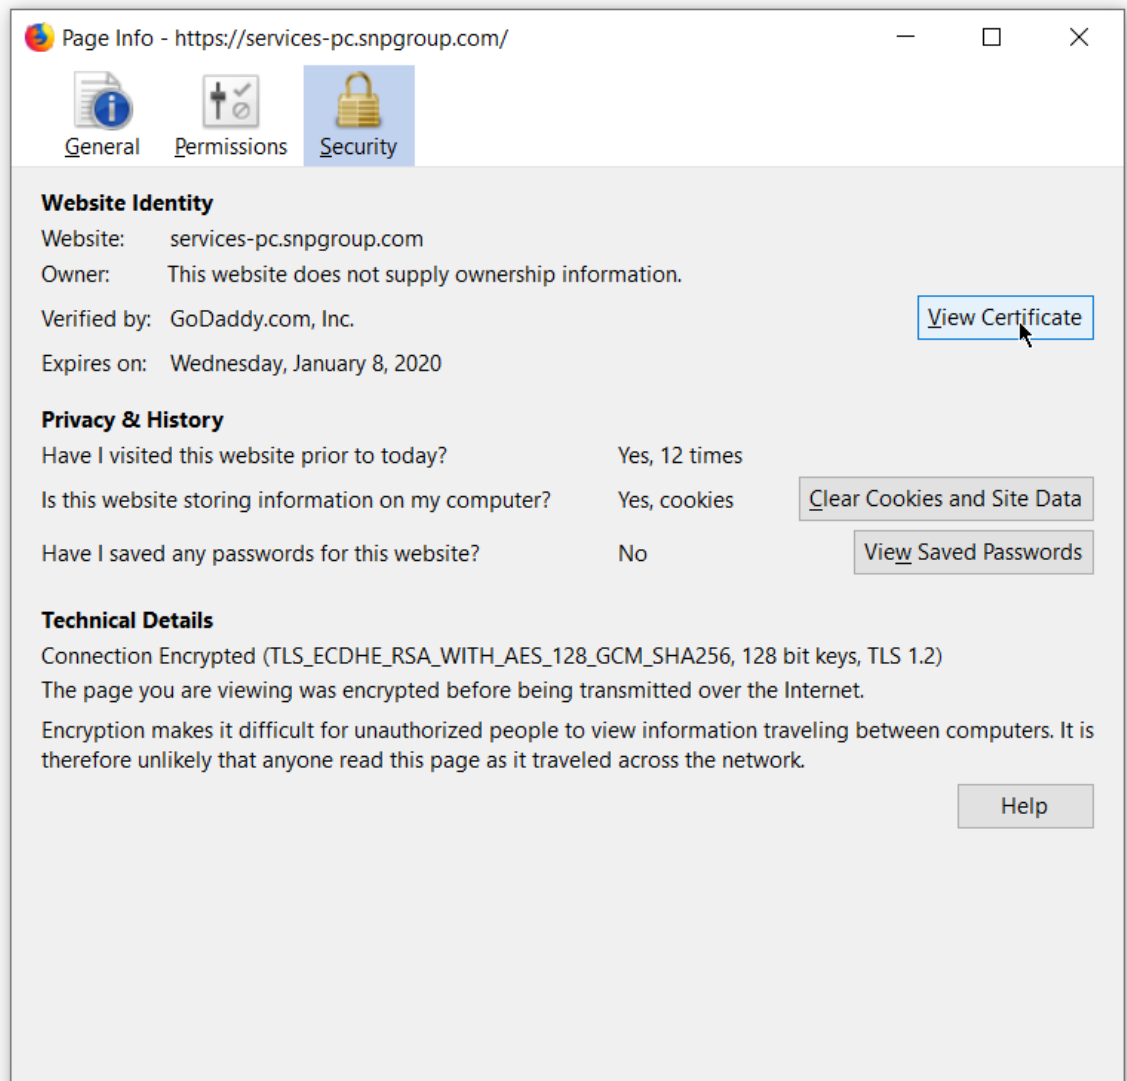 Page Info - https://services-pc.snpgroup.com/
General Permissions Security
Website Identity
Website: services-pc.snpgroup.com
Owner: This website does not supply ownership information.
Verified by: GoDaddy.com, Inc. View Certificate
Expires on: Wednesday, January 8, 2020
Privacy & History
Have I visited this website prior to today? Yes, 12 times
Is this website storing information on my computer? Yes, cookies Clear Cookies and Site Data
Have I saved any passwords for this website? No View Saved Passwords
Technical Details
Connection Encrypted (TLS_ECDHE_RSA_WITH_AES_128_GCM_SHA256, 128 bit keys, TLS 1.2)
The page you are viewing was encrypted before being transmitted over the Internet.
Encryption makes it difficult for unauthorized people to view information traveling between computers. It is
therefore unlikely that anyone read this page as it traveled across the network.
Help